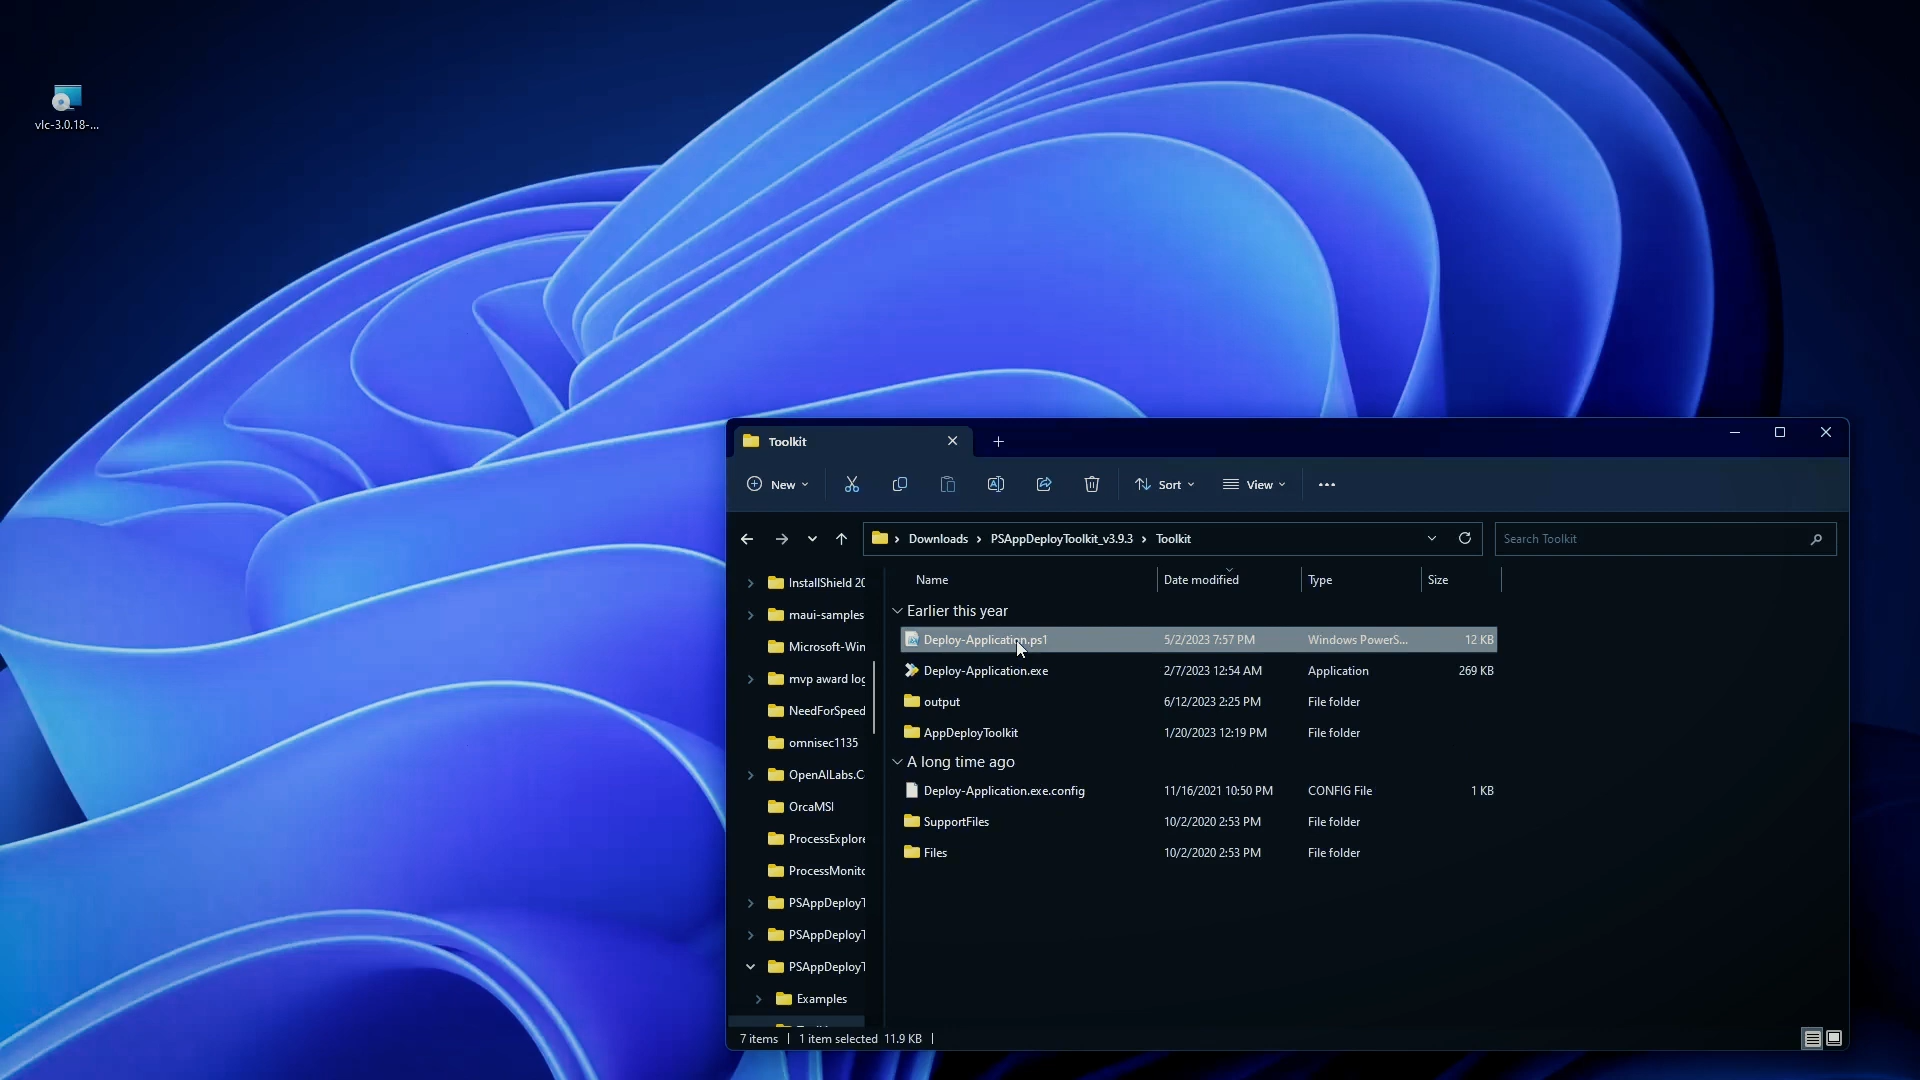 vlc-3.0.18-...
Toolkit
New
Sort
View
Downloads
PSAppDeployToolkit_v3.9.3
Toolkit
Search Toolkit
InstallShield 20
maui-samples
Microsoft-Win
mvp award log
NeedForSpeed
omnisec1135
OpenAILabs.C
OrcaMSI
ProcessExplore
ProcessMonito
PSAppDeployT
PSAppDeployT
PSAppDeployT
Examples
Name Date modified Type Size
Earlier this year
Deploy-Application.ps1 5/2/2023 7:57 PM Windows PowerS... 12 KB
Deploy-Application.exe 2/7/2023 12:54 AM Application 269 KB
output 6/12/2023 2:25 PM File folder
AppDeployToolkit 1/20/2023 12:19 PM File folder
A long time ago
Deploy-Application.exe.config 11/16/2021 10:50 PM CONFIG File 1 KB
SupportFiles 10/2/2020 2:53 PM File folder
Files 10/2/2020 2:53 PM File folder
7 items 1 item selected 11.9 KB